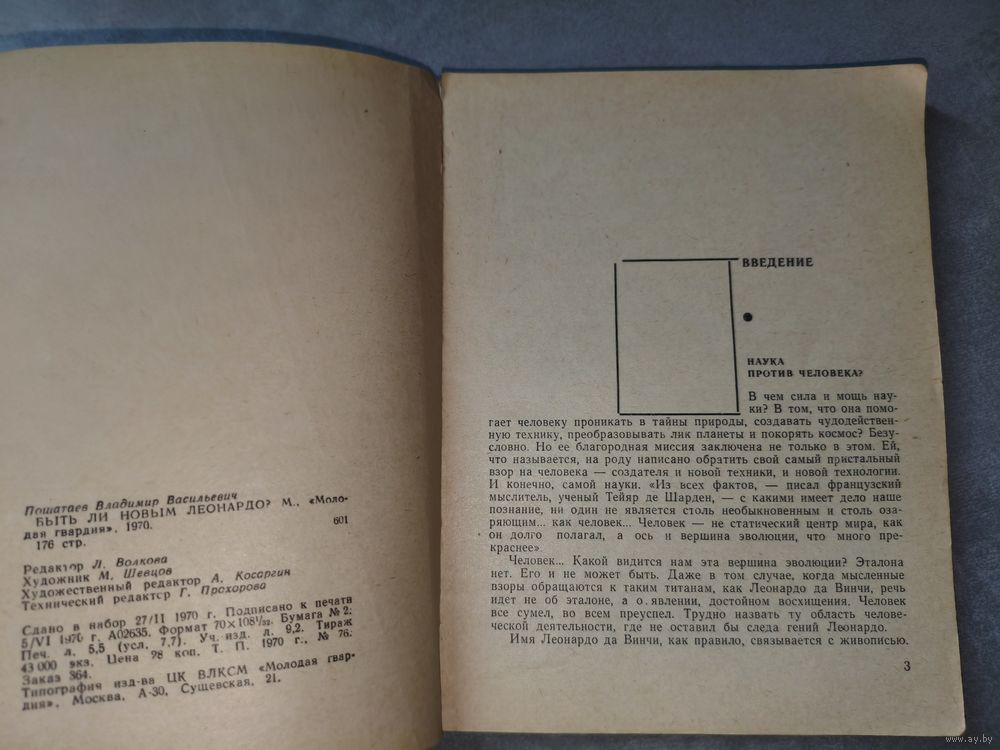 Пошатаев Владимир Васильевич
БЫТЬ ЛИ НОВЫМ ЛЕОНАРДО? М., «Моло-
дая гвардия», 1970.
176 стр.
601
Редактор Л. Волкова
Художник М. Шевцов
Художественный редактор А. Косаргин
Технический редактор Г. Прохорова
Сдано в набор 27/II 1970 г. Подписано к печати
5/VI 1970 г. А02635. Формат 70×108¹/₃₂. Бумага № 2.
Печ. л. 5,5 (усл. 7,7). Уч. изд. л. 9,2. Тираж
43 000 экз. Цена 28 коп. Т. П. 1970 г., № 76.
Заказ 364.
Типография изд-ва ЦК ВЛКСМ «Молодая гвар-
дия». Москва, А-30, Сущевская, 21.
ВВЕДЕНИЕ
НАУКА
ПРОТИВ ЧЕЛОВЕКА?
В чем сила и мощь нау-
ки? В том, что она помо-
гает человеку проникать в тайны природы, создавать чудодействен-
ную технику, преобразовывать лик планеты и покорять космос? Безу-
словно. Но ее благородная миссия заключена не только в этом. Ей,
что называется, на роду написано обратить свой самый пристальный
взор на человека — создателя и новой техники, и новой технологии.
И конечно, самой науки. «Из всех фактов, — писал французский
мыслитель, ученый Тейяр де Шарден, — с какими имеет дело наше
познание, ни один не является столь необыкновенным и столь оза-
ряющим... как человек... Человек — не статический центр мира, как
он долго полагал, а ось и вершина эволюции, что много пре-
краснее»
Человек... Какой видится нам эта вершина эволюции? Эталона
нет. Его и не может быть. Даже в том случае, когда мысленные
взоры обращаются к таким титанам, как Леонардо да Винчи, речь
идет не об эталоне, а о явлении, достойном восхищения. Человек
все сумел, во всем преуспел. Трудно назвать ту область челове-
ческой деятельности, где не оставил бы следа гений Леонардо.
Имя Леонардо да Винчи, как правило, связывается с живописью.
3
www.ay.by